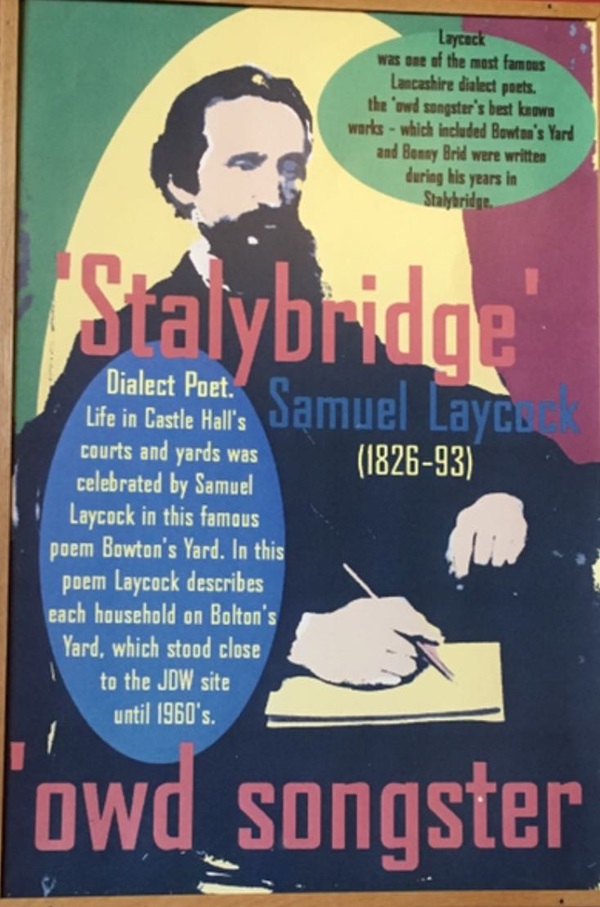 Laycock
was one of the most famous
Lancashire dialect poets.
the 'owd songster's best known
works - which included Bowton's Yard
and Bonny Brid were written
during his years in
Stalybridge.
'Stalybridge'
Samuel Laycock
(1826-93)
Dialect Poet.
Life in Castle Hall's
courts and yards was
celebrated by Samuel
Laycock in this famous
poem Bowton's Yard. In this
poem Laycock describes
each household on Bolton's
Yard, which stood close
to the JDW site
until 1960's.
'owd songster